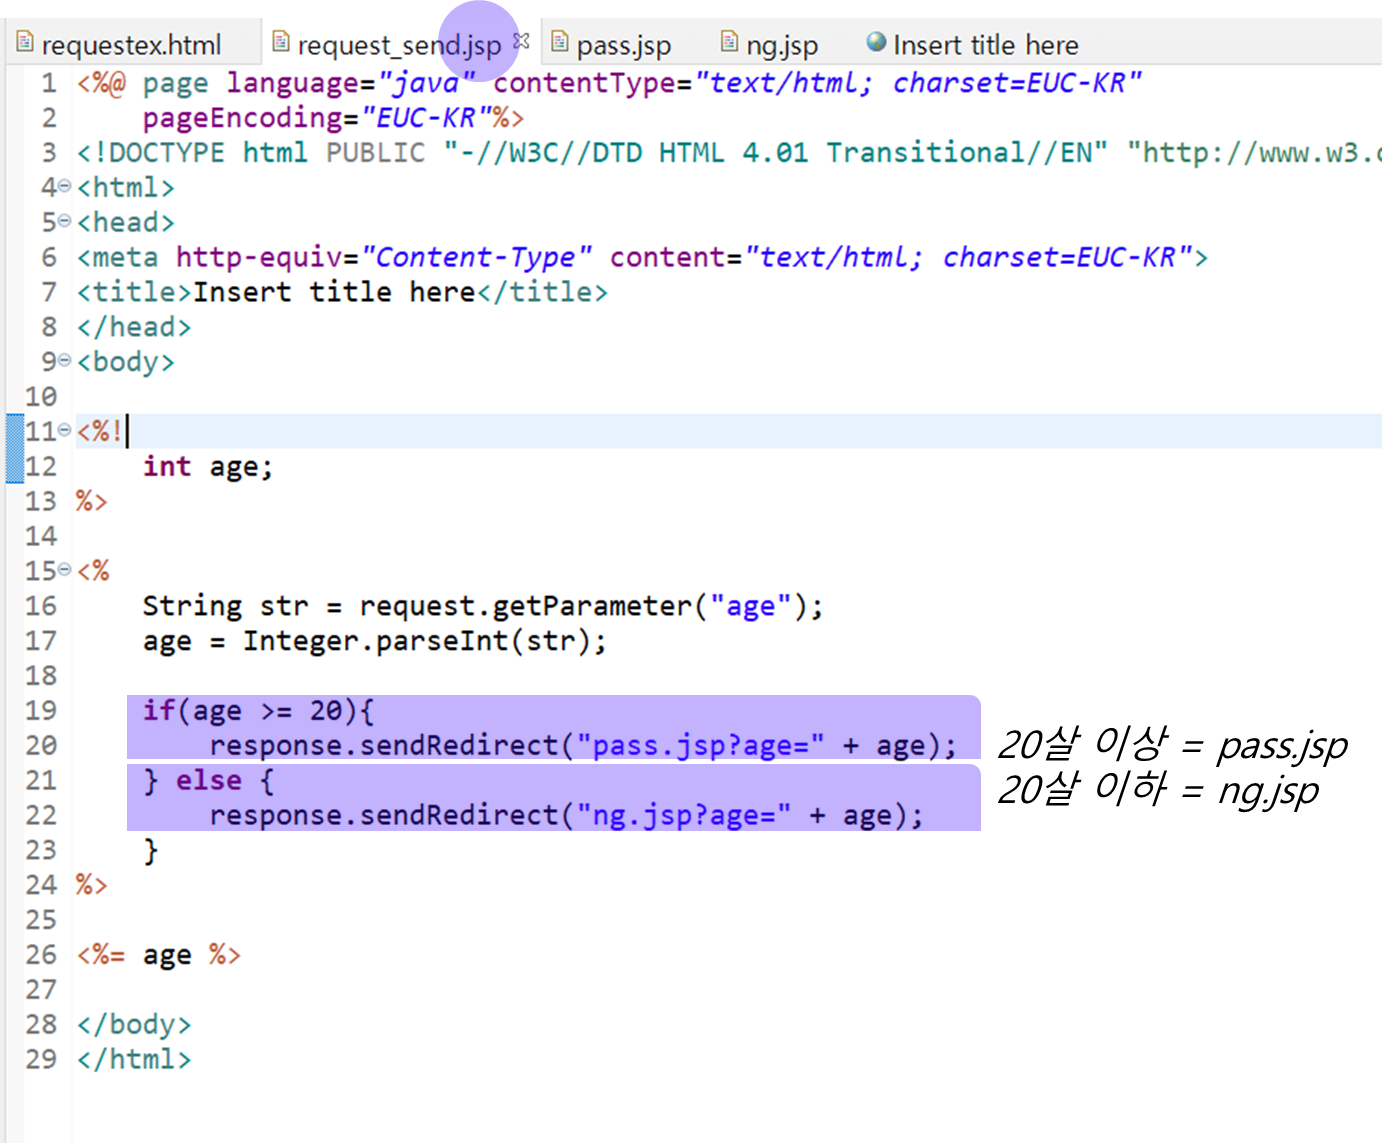 requestex.html request_send.jsp pass.jsp ng.jsp Insert title here
1 <%@ page language="java" contentType="text/html; charset=EUC-KR"
2     pageEncoding="EUC-KR"%>
3 <!DOCTYPE html PUBLIC "-//W3C//DTD HTML 4.01 Transitional//EN" "http://www.w3.
4 <html>
5 <head>
6 <meta http-equiv="Content-Type" content="text/html; charset=EUC-KR">
7 <title>Insert title here</title>
8 </head>
9 <body>
10
11 <%!
12     int age;
13 %>
14
15 <%
16     String str = request.getParameter("age");
17     age = Integer.parseInt(str);
18
19     if(age >= 20){
20         response.sendRedirect("pass.jsp?age=" + age); 20살 이상 = pass.jsp
21     } else {
20살 이하 = ng.jsp
22         response.sendRedirect("ng.jsp?age=" + age);
23     }
24 %>
25
26 <%= age %>
27
28 </body>
29 </html>